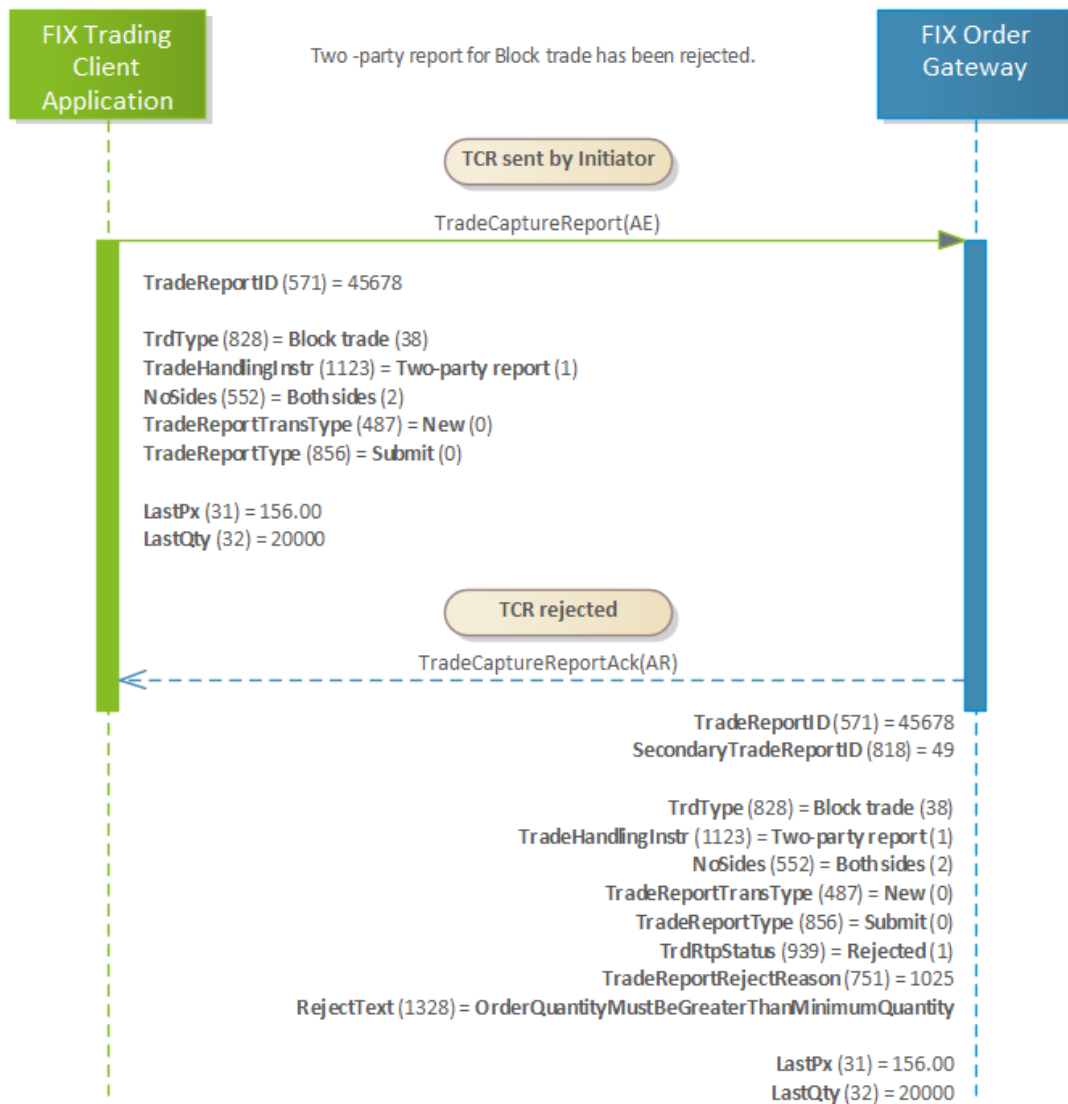 FIX Trading
Client
Application
Two -party report for Block trade has been rejected.
FIX Order
Gateway
TCR sent by Initiator
TradeCaptureReport(AE)
TradeReportID (571) = 45678
TrdType (828) = Block trade (38)
TradeHandlingInstr (1123) = Two-party report (1)
NoSides (552) = Both sides (2)
TradeReportTransType (487) = New (0)
TradeReportType (856) = Submit (0)
LastPx (31) = 156.00
LastQty (32) = 20000
TCR rejected
TradeCaptureReportAck(AR)
TradeReportID (571) = 45678
SecondaryTradeReportID (818) = 49
TrdType (828) = Block trade (38)
TradeHandlingInstr (1123) = Two-party report (1)
NoSides (552) = Both sides (2)
TradeReportTransType (487) = New (0)
TradeReportType (856) = Submit (0)
TrdRtpStatus (939) = Rejected (1)
TradeReportRejectReason (751) = 1025
RejectText (1328) = OrderQuantityMustBeGreaterThanMinimumQuantity
LastPx (31) = 156.00
LastQty (32) = 20000